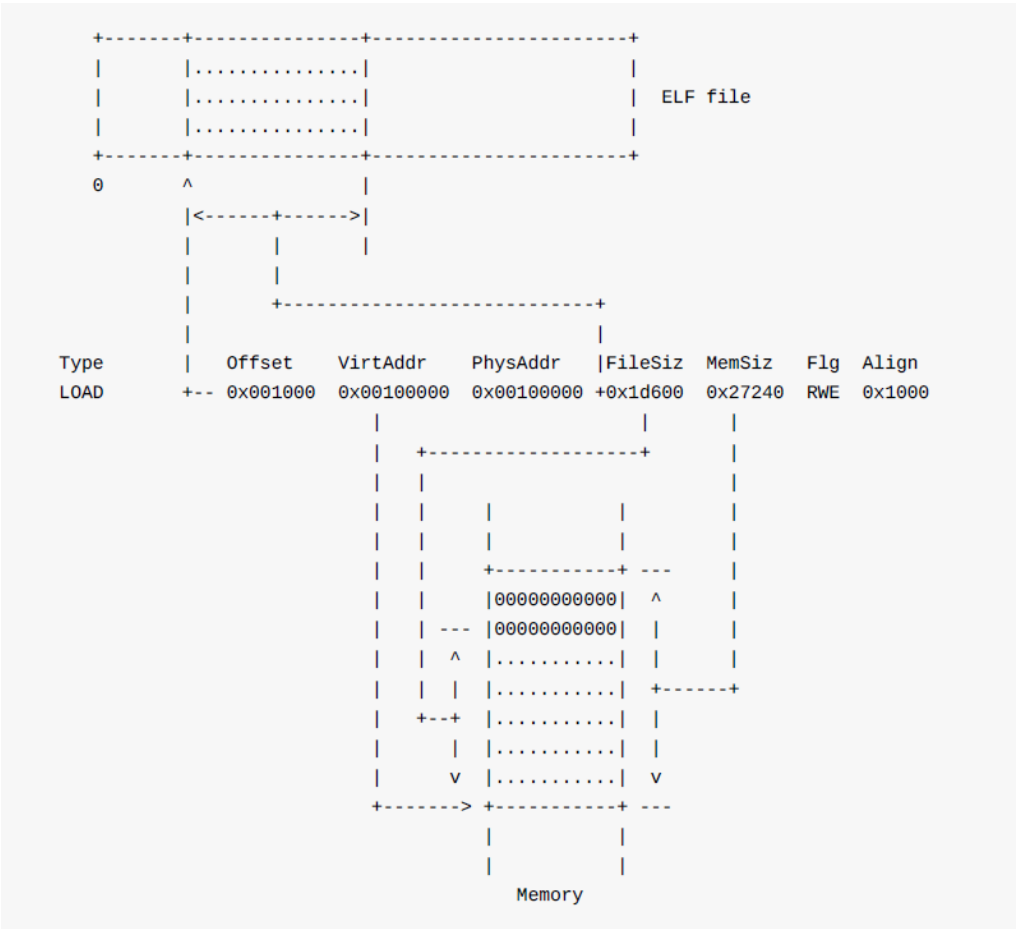 +-------+---------------+-----------------------+
|       |...............|                       |
|       |...............|                       |  ELF file
|       |...............|                       |
+-------+---------------+-----------------------+
0       ^               |
        |<------+------>|
        |       |       |
        |       |
        |       +----------------------------+
        |                                    |
Type       |   Offset    VirtAddr    PhysAddr   |FileSiz  MemSiz   Flg  Align
LOAD       +-- 0x001000  0x00100000  0x00100000 +0x1d600  0x27240  RWE  0x1000
                            |                       |       |
                            |   +-------------------+       |
                            |   |                           |
                            |   |     |           |         |
                            |   |     |           |         |
                            |   |     +-----------+ ---     |
                            |   |     |00000000000|  ^      |
                            |   | --- |00000000000|  |      |
                            |   |  ^  |...........|  |      |
                            |   |  |  |...........|  +------+
                            |   +--+  |...........|  |
                            |      |  |...........|  |
                            |      v  |...........|  v
                            +-------> +-----------+ ---
                                      |           |
                                      |           |
                                         Memory